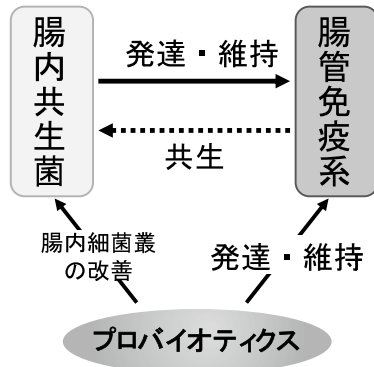 腸内共生菌
発達・維持
腸管免疫系
共生
腸内細菌叢
の改善
発達・維持
プロバイオティクス